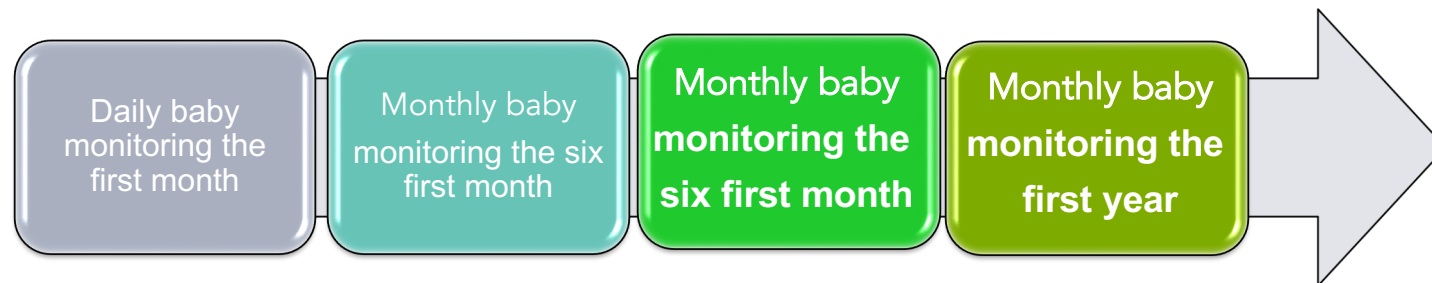 Daily baby
monitoring the
first month
Monthly baby
monitoring the six
first month
Monthly baby
monitoring the
six first month
Monthly baby
monitoring the
first year